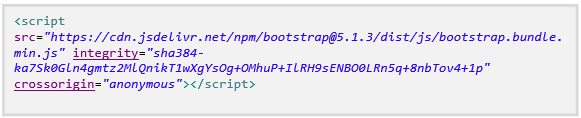 <script
src="https://cdn.jsdelivr.net/npm/bootstrap@5.1.3/dist/js/bootstrap.bundle.
min.js" integrity="sha384-
ka7Sk0Gln4gmtz2MlQnikT1wXgYsOg+OMhuP+IlRH9sENBO0LRn5q+8nbTov4+1p"
crossorigin="anonymous"></script>